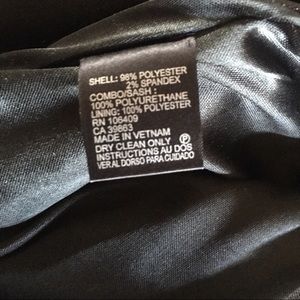 SHELL: 98% POLYESTER
2% SPANDEX
COMBO/SASH :
100% POLYURETHANE
LINING: 100% POLYESTER
RN 106409
CA 39863
MADE IN VIETNAM
DRY CLEAN ONLY Ⓟ
INSTRUCTIONS AU DOS
VER AL DORSO PARA CUIDADO